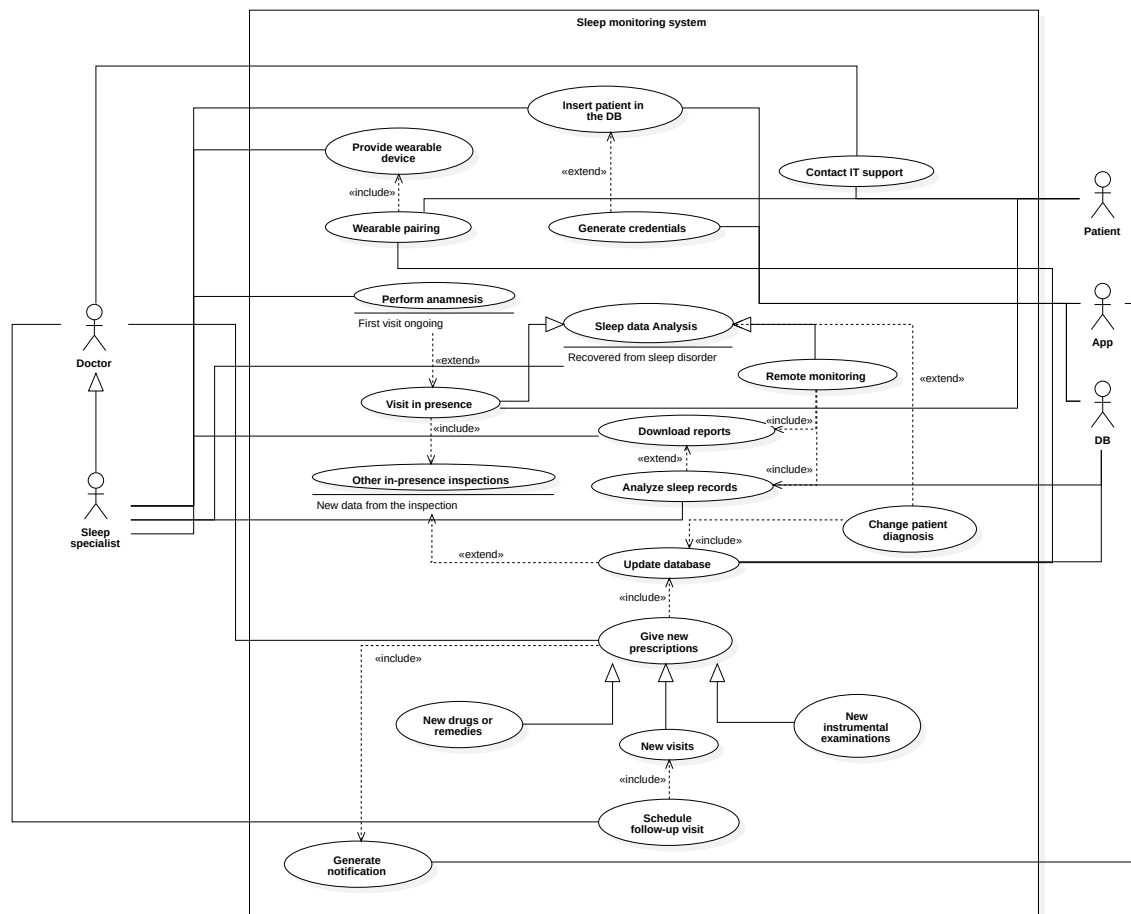 Sleep monitoring system
Insert patient in
the DB
Provide wearable
device
«extend»
Contact IT support
«include»
Wearable pairing
Generate credentials
Patient
Perform anamnesis
First visit ongoing
Sleep data Analysis
Recovered from sleep disorder
App
Doctor
«extend»
Remote monitoring
«extend»
Visit in presence
«include»
Download reports
«include»
DB
«extend»
«include»
Other in-presence inspections
New data from the inspection
Analyze sleep records
Sleep
specialist
Change patient
diagnosis
«include»
«extend»
Update database
«include»
Give new
prescriptions
«include»
New drugs or
remedies
New
instrumental
examinations
New visits
«include»
Schedule
follow-up visit
Generate
notification